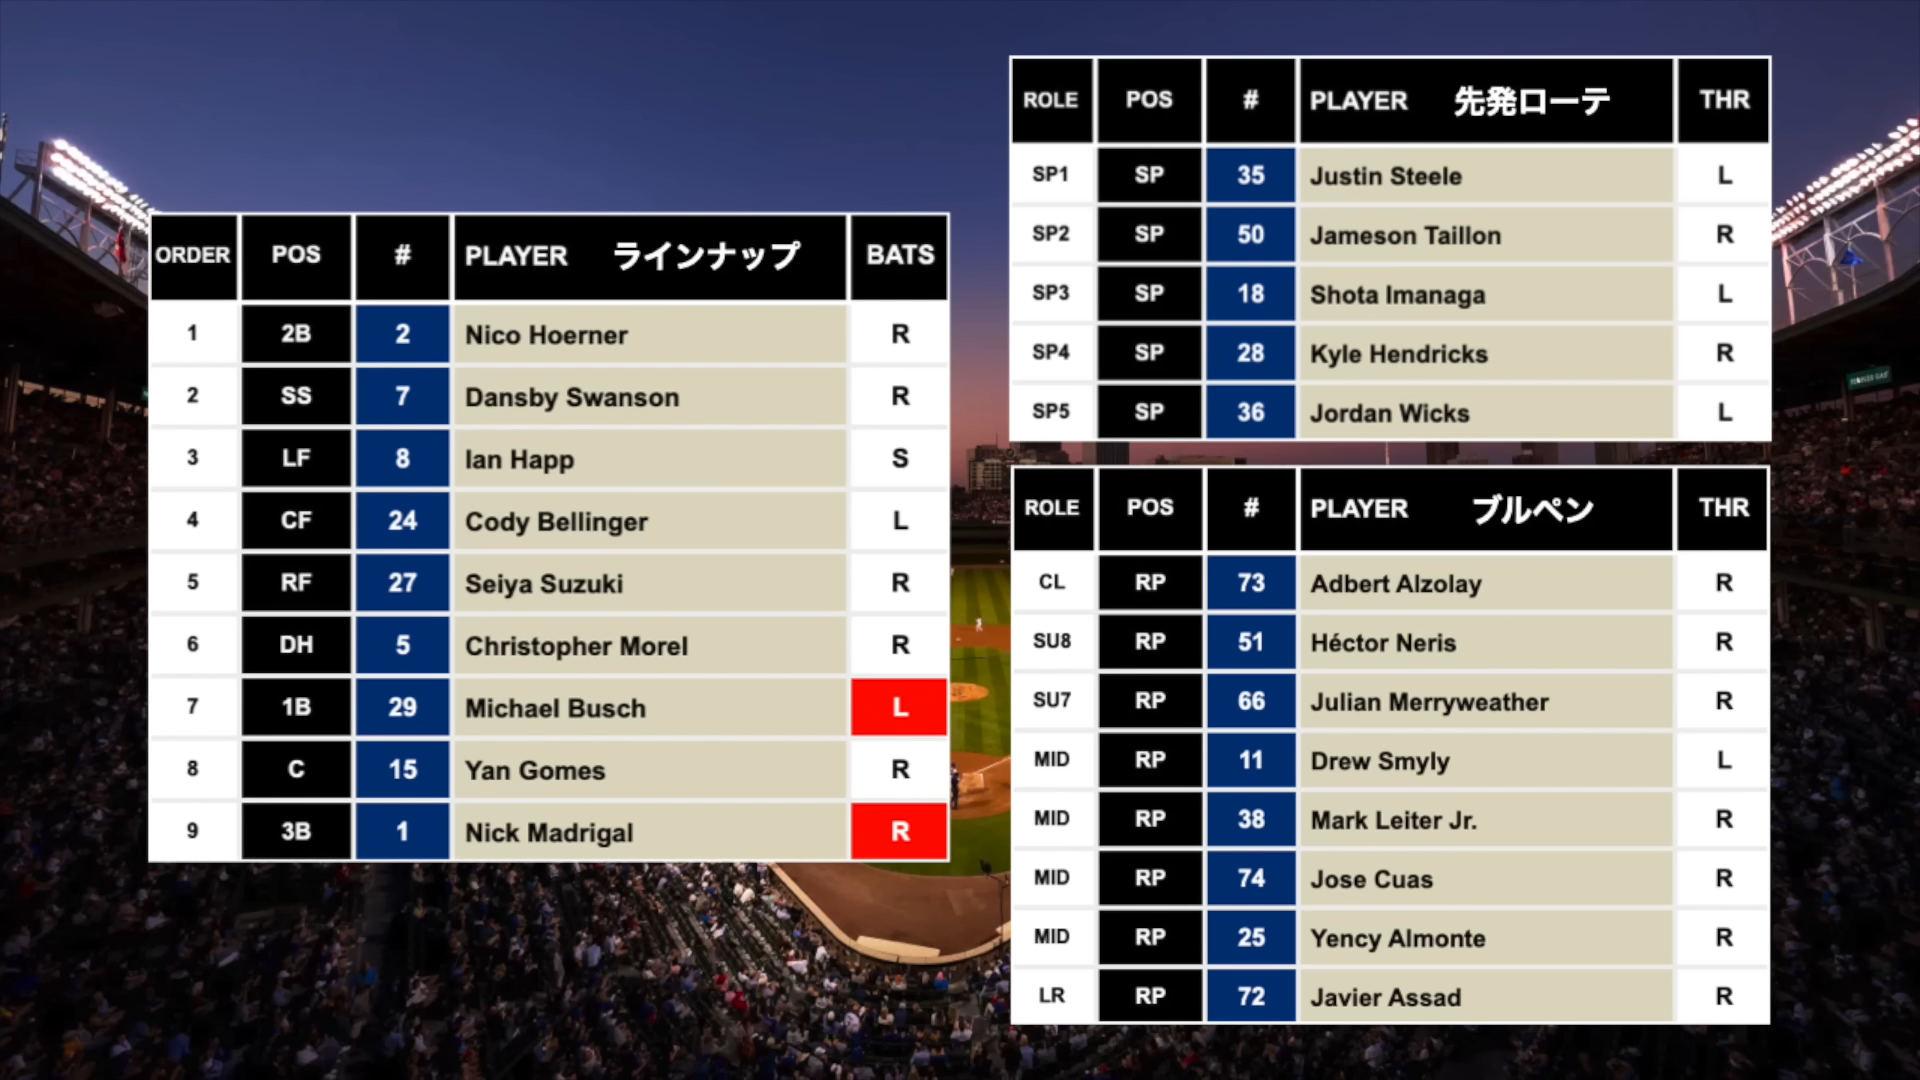 ORDER POS # PLAYER ラインナップ BATS
1 2B 2 Nico Hoerner R
2 SS 7 Dansby Swanson R
3 LF 8 Ian Happ S
4 CF 24 Cody Bellinger L
5 RF 27 Seiya Suzuki R
6 DH 5 Christopher Morel R
7 1B 29 Michael Busch L
8 C 15 Yan Gomes R
9 3B 1 Nick Madrigal R
ROLE POS # PLAYER 先発ローテ THR
SP1 SP 35 Justin Steele L
SP2 SP 50 Jameson Taillon R
SP3 SP 18 Shota Imanaga L
SP4 SP 28 Kyle Hendricks R
SP5 SP 36 Jordan Wicks L
ROLE POS # PLAYER ブルペン THR
CL RP 73 Adbert Alzolay R
SU8 RP 51 Héctor Neris R
SU7 RP 66 Julian Merryweather R
MID RP 11 Drew Smyly L
MID RP 38 Mark Leiter Jr. R
MID RP 74 Jose Cuas R
MID RP 25 Yency Almonte R
LR RP 72 Javier Assad R